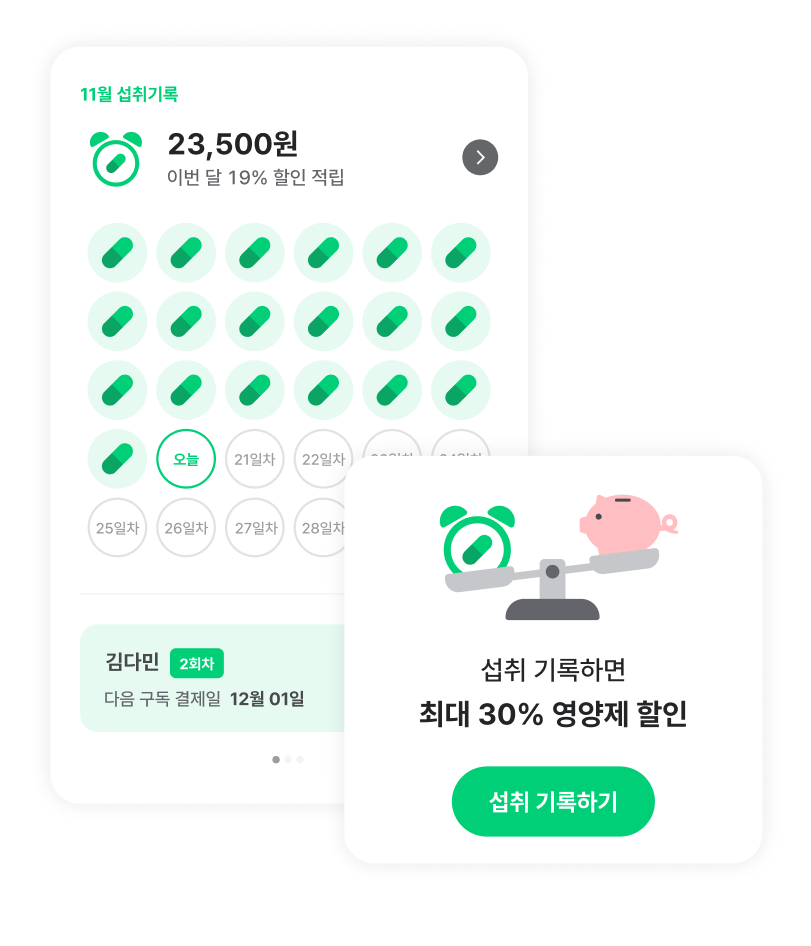 11월 섭취기록
23,500원
이번 달 19% 할인 적립
오늘 21일차 22일차
25일차 26일차 27일차 28일차
김다민 2회차
다음 구독 결제일 12월 01일
섭취 기록하면
최대 30% 영양제 할인
섭취 기록하기